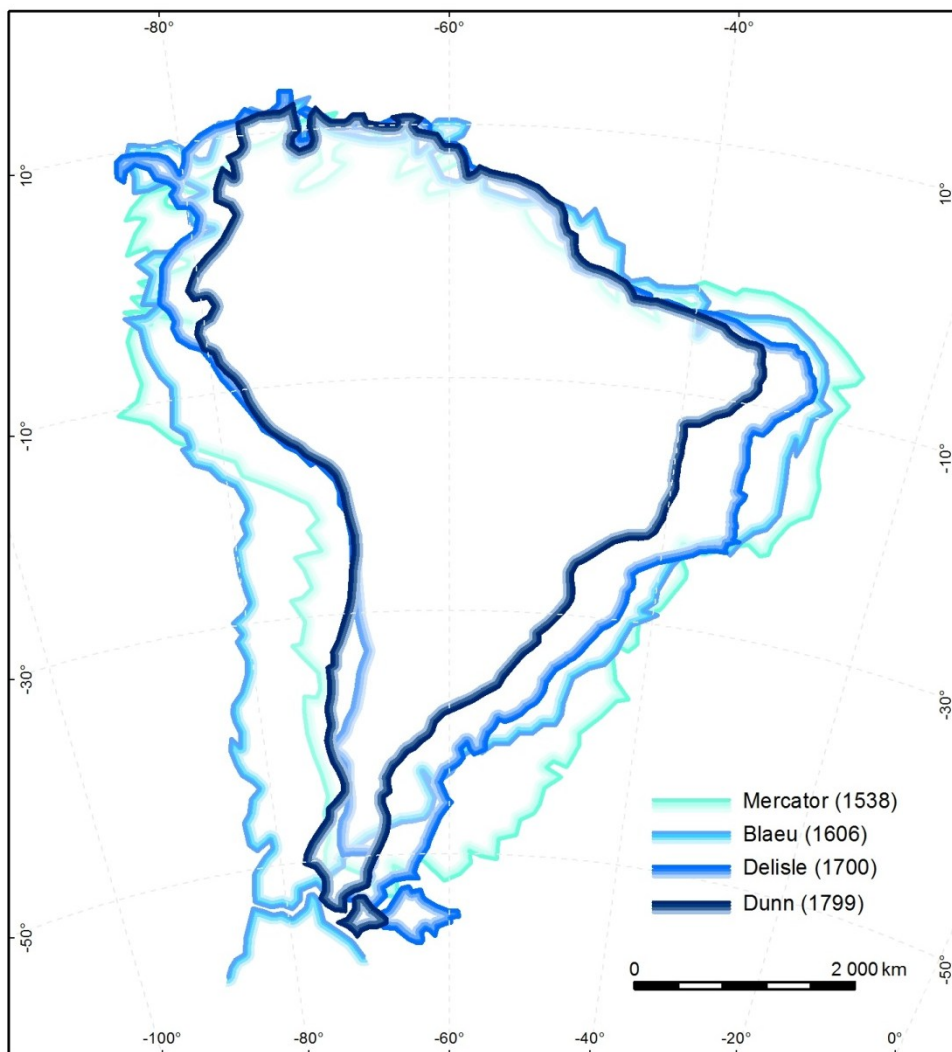 -80° -60° -40°
10° 10°
-10° -10°
-30° -30°
Mercator (1538)
Blaeu (1606)
Delisle (1700)
Dunn (1799)
-50° -50°
0 2 000 km
-100° -80° -60° -40° -20° 0°